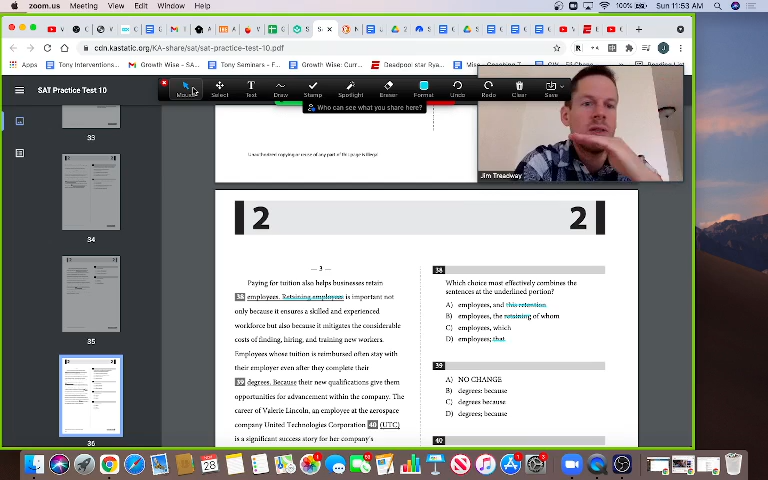 zoom.us Meeting View Edit Window Help 100% Sun 11:53 AM
cdn.kastatic.org/KA-share/sat/sat-practice-test-10.pdf
Apps Tony Interventions... Growth Wise - SA... Tony Seminars - F... Growth Wise: Curr... Deadpool: star Rya...
SAT Practice Test 10
Mouse Select Text Draw Stamp Spotlight Eraser Format Undo Redo Clear Save
Who can see what you share here?
33
34
35
36
Unauthorized copying or reuse of any part of this page is illegal.
Jim Treadway
2 2
— 3 —
Paying for tuition also helps businesses retain
38 employees. Retaining employees is important not
only because it ensures a skilled and experienced
workforce but also because it mitigates the considerable
costs of finding, hiring, and training new workers.
Employees whose tuition is reimbursed often stay with
their employer even after they complete their
39 degrees. Because their new qualifications give them
opportunities for advancement within the company. The
career of Valerie Lincoln, an employee at the aerospace
company United Technologies Corporation 40 (UTC)
is a significant success story for her company's
38
Which choice most effectively combines the
sentences at the underlined portion?
A) employees, and this retention
B) employees, the retaining of whom
C) employees, which
D) employees; that
39
A) NO CHANGE
B) degrees: because
C) degrees because
D) degrees; because
40